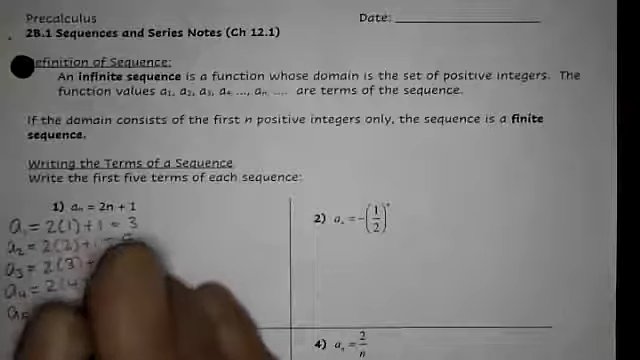 Precalculus
Date:
2B.1 Sequences and Series Notes (Ch 12.1)
efinition of Sequence:
An infinite sequence is a function whose domain is the set of positive integers. The
function values a₁, a₂, a₃, a₄, ..., aₙ, .... are terms of the sequence.
If the domain consists of the first n positive integers only, the sequence is a finite
sequence.
Writing the Terms of a Sequence
Write the first five terms of each sequence:
1) aₙ = 2n + 1
a₁ = 2(1) + 1 = 3
a₂ = 2(2) + 1 =
a₃ = 2(3) +
a₄ = 2(4
2) aₙ = -(1/2)ⁿ
4) aₙ = 2/n